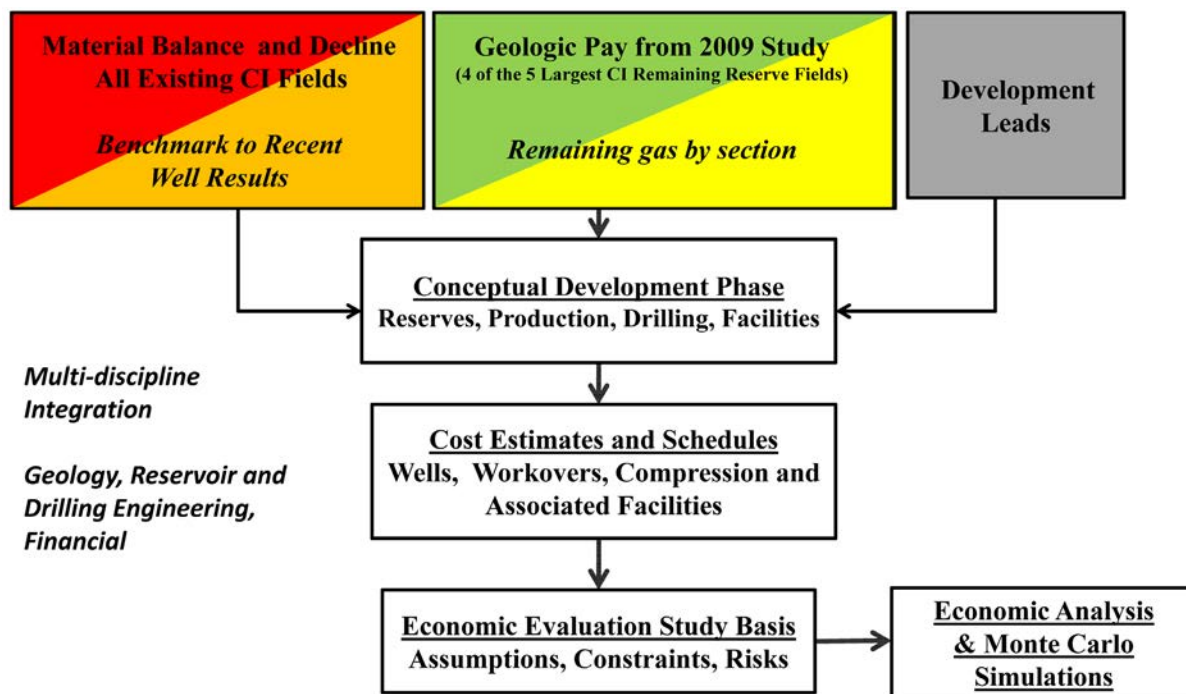 Material Balance and Decline
All Existing CI Fields
Benchmark to Recent
Well Results
Geologic Pay from 2009 Study
(4 of the 5 Largest CI Remaining Reserve Fields)
Remaining gas by section
Development
Leads
Conceptual Development Phase
Reserves, Production, Drilling, Facilities
Multi-discipline
Integration
Geology, Reservoir and
Drilling Engineering,
Financial
Cost Estimates and Schedules
Wells, Workovers, Compression and
Associated Facilities
Economic Evaluation Study Basis
Assumptions, Constraints, Risks
Economic Analysis
& Monte Carlo
Simulations